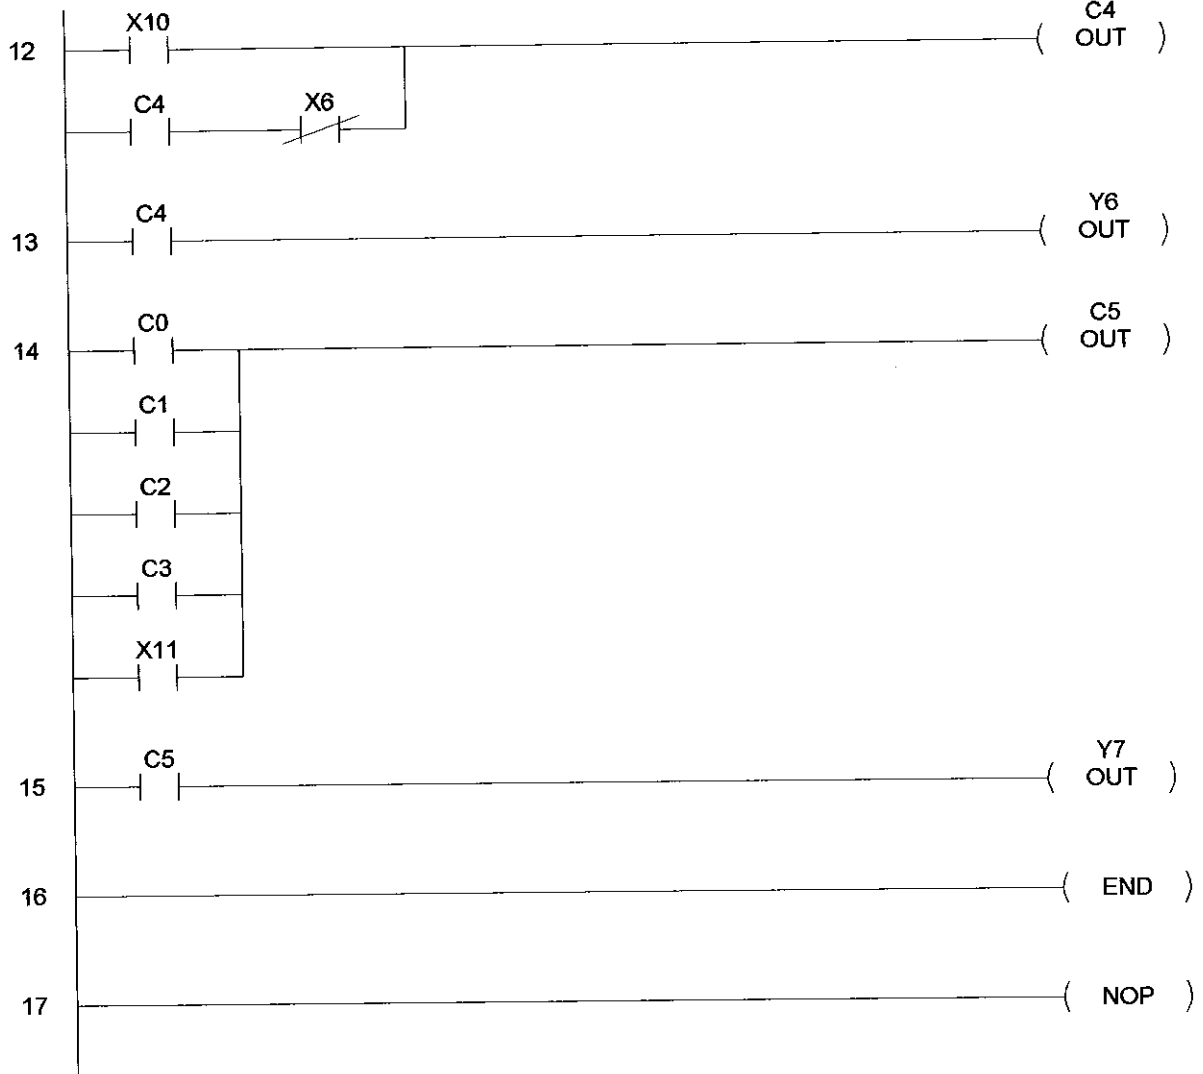 X10 C4
12 OUT
C4 X6
C4 Y6
13 OUT
C0 C5
14 OUT
C1
C2
C3
X11
C5 Y7
15 OUT
16 END
17 NOP